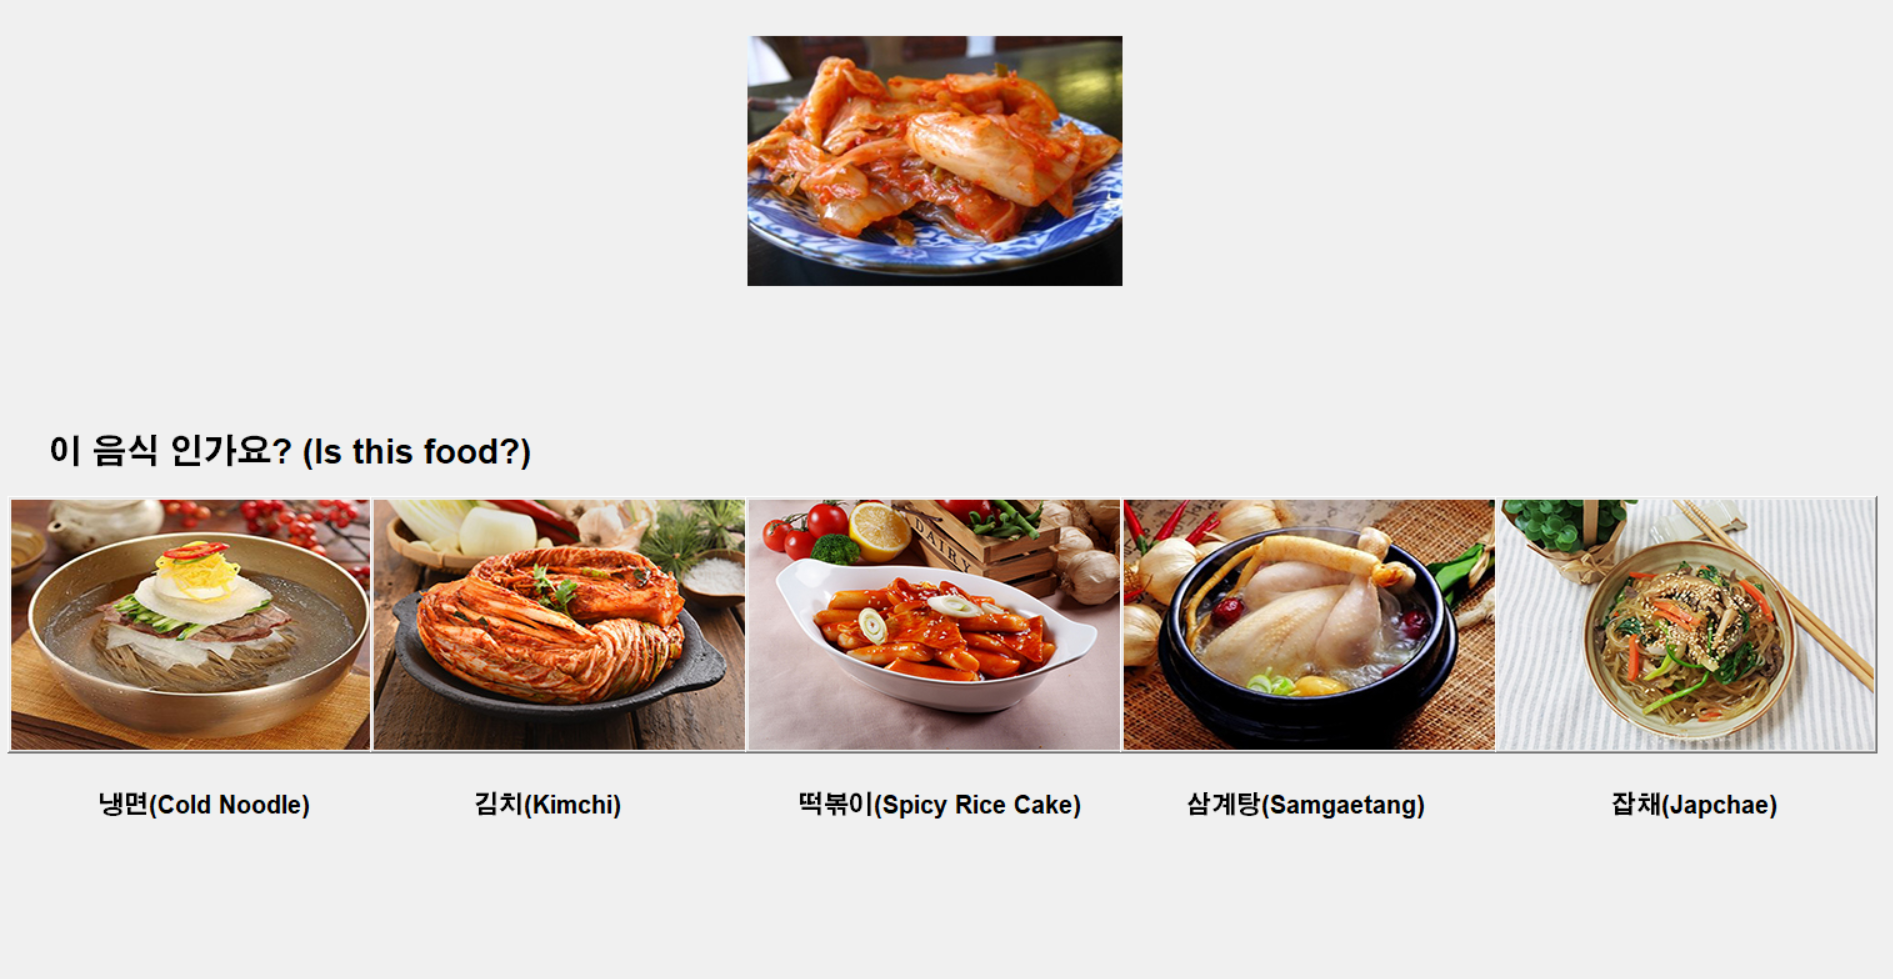 이 음식 인가요? (Is this food?)
DAIRY
냉면(Cold Noodle)
김치(Kimchi)
떡볶이(Spicy Rice Cake)
삼계탕(Samgaetang)
잡채(Japchae)